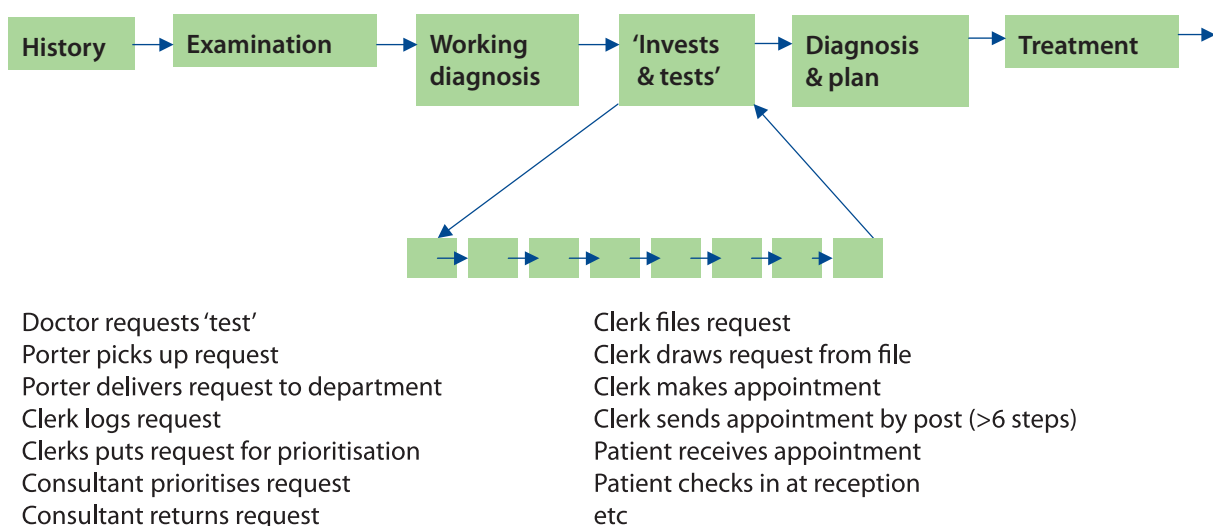 History
Examination
Working
diagnosis
‘Invests
& tests’
Diagnosis
& plan
Treatment
Doctor requests ‘test’
Porter picks up request
Porter delivers request to department
Clerk logs request
Clerks puts request for prioritisation
Consultant prioritises request
Consultant returns request
Clerk files request
Clerk draws request from file
Clerk makes appointment
Clerk sends appointment by post (>6 steps)
Patient receives appointment
Patient checks in at reception
etc